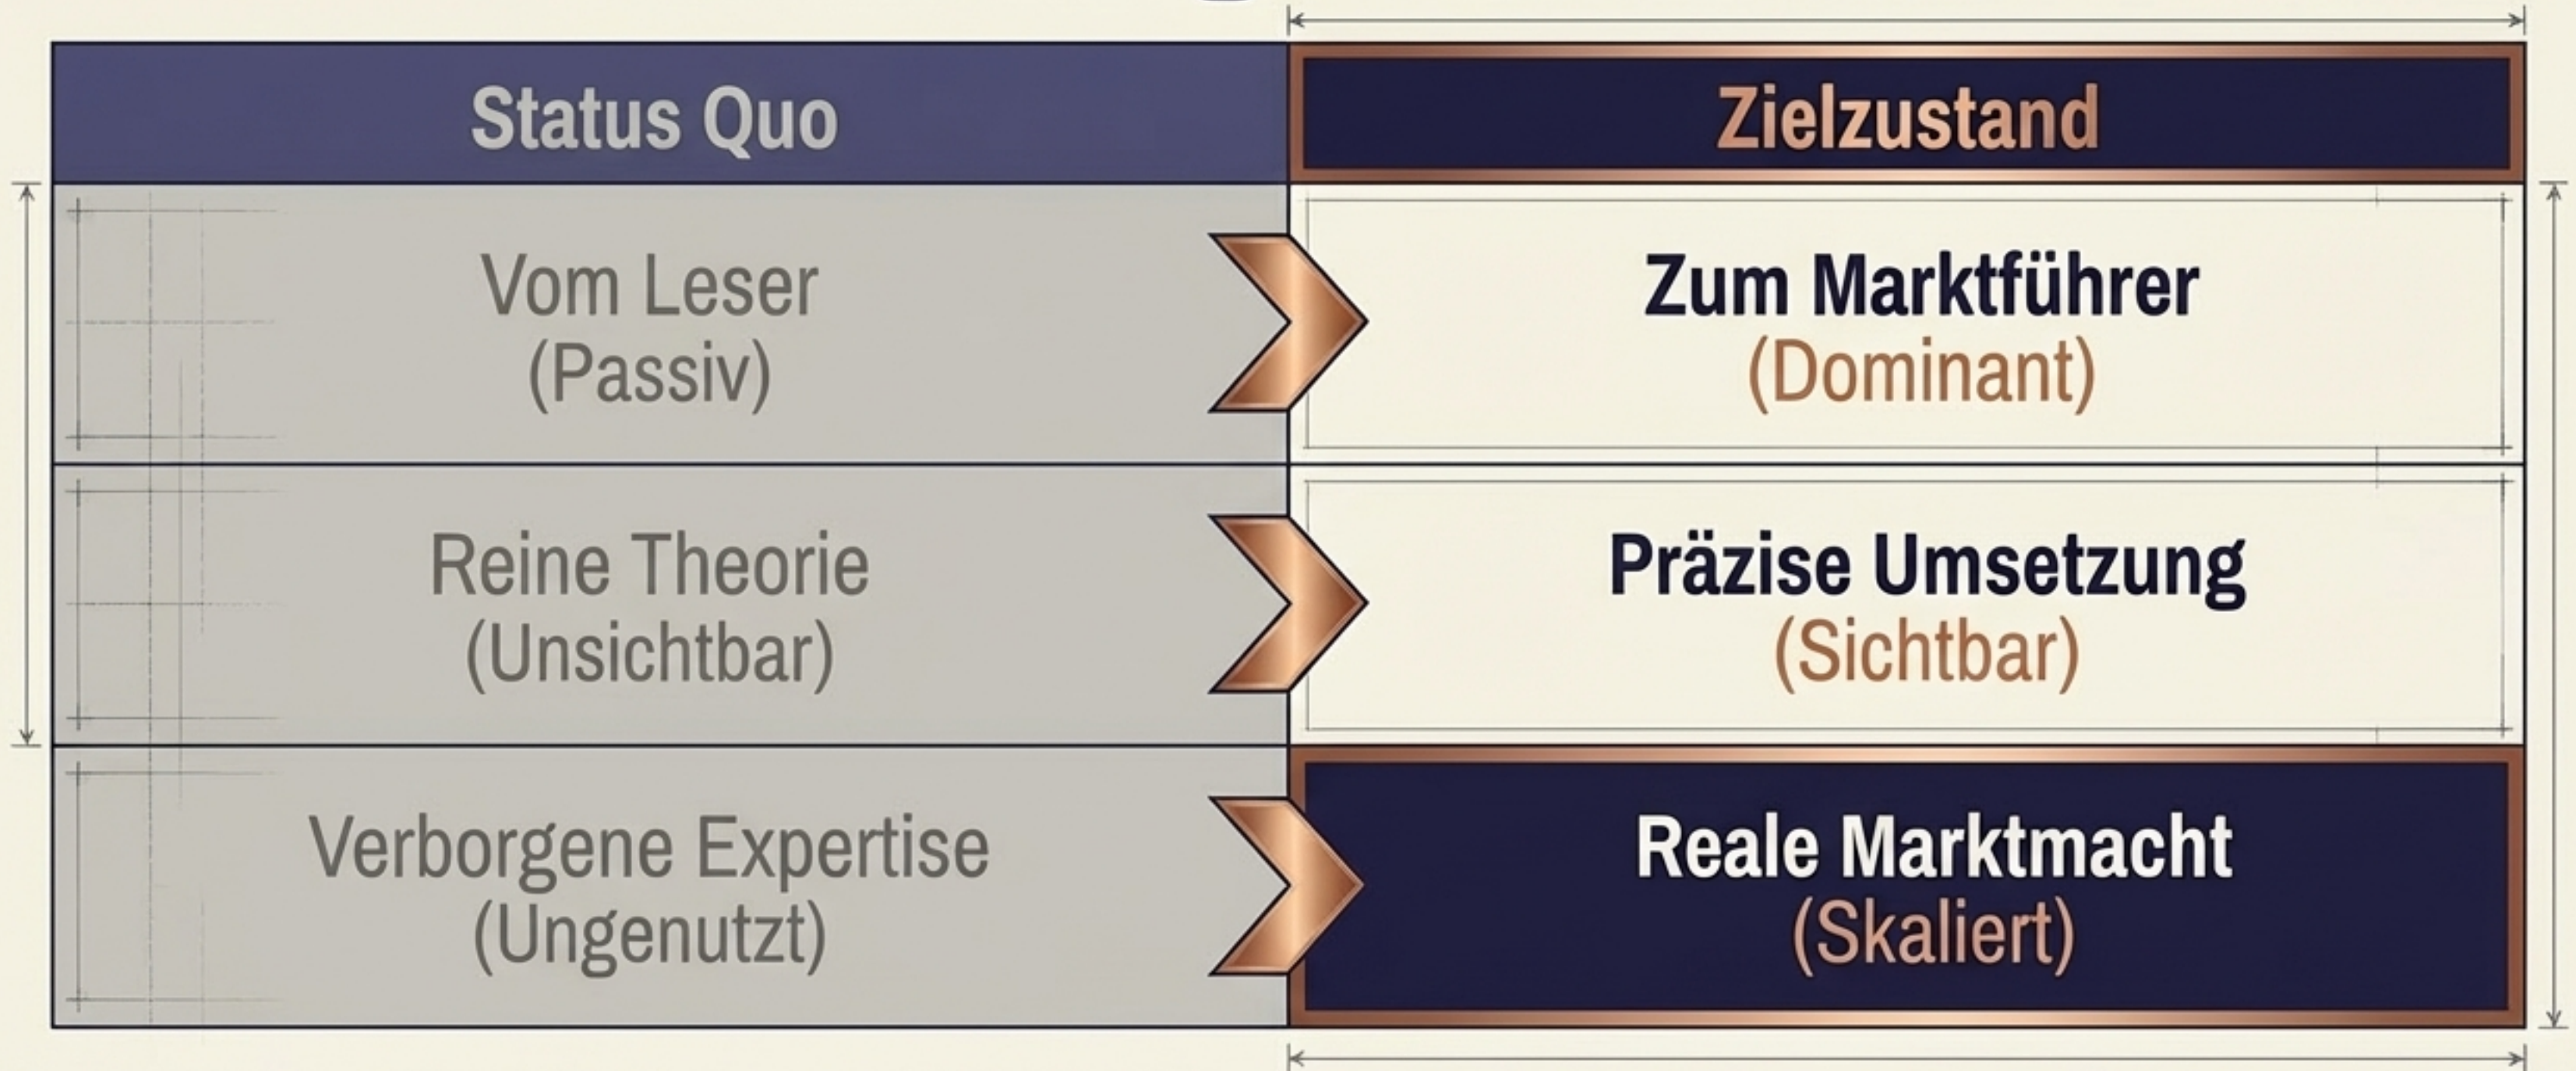 Status Quo
Zielzustand
Vom Leser
(Passiv)
Zum Marktführer
(Dominant)
Reine Theorie
(Unsichtbar)
Präzise Umsetzung
(Sichtbar)
Verborgene Expertise
(Ungenutzt)
Reale Marktmacht
(Skaliert)